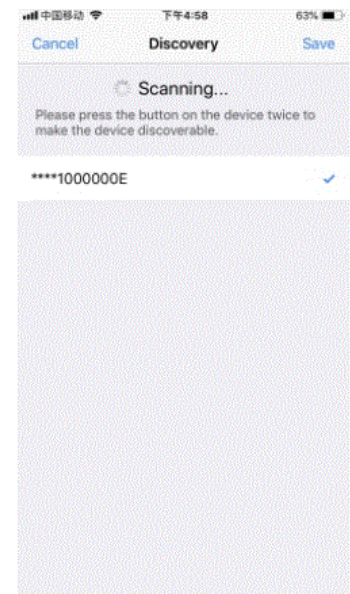 中国移动 下午4:58 63%
Cancel Discovery Save
Scanning...
Please press the button on the device twice to
make the device discoverable.
****1000000E